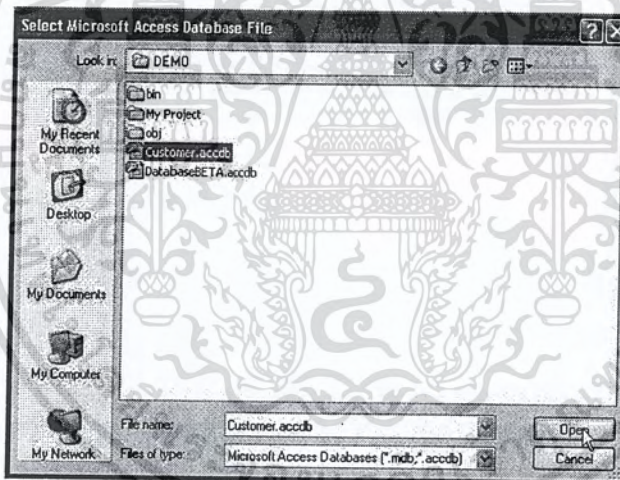 Select Microsoft Access Database File
Look in: DEMO
bin
My Project
obj
Customer.accdb
DatabaseBETA.accdb
My Recent
Documents
Desktop
My Documents
My Computer
My Network
File name: Customer.accdb
Open
Files of type: Microsoft Access Databases (*.mdb;*.accdb)
Cancel